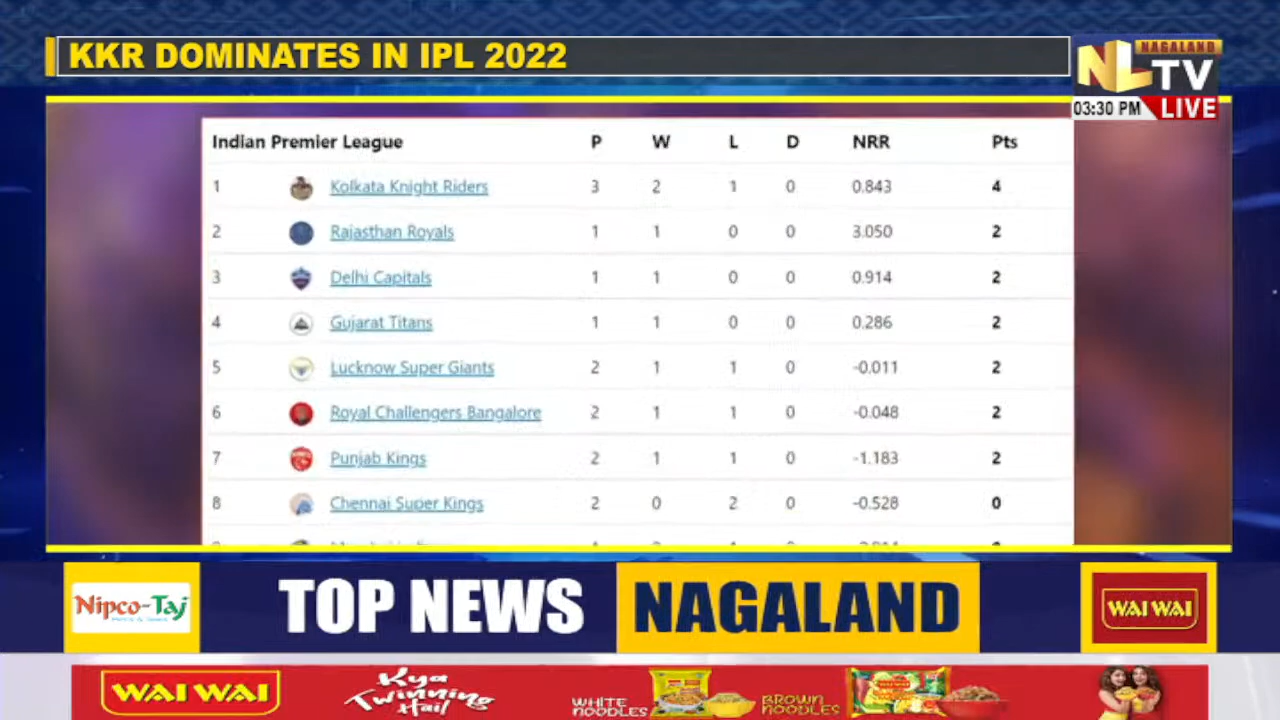 KKR DOMINATES IN IPL 2022
NAGALAND
NLTV
03:30 PM LIVE
Indian Premier League P W L D NRR Pts
1 Kolkata Knight Riders 3 2 1 0 0.843 4
2 Rajasthan Royals 1 1 0 0 3.050 2
3 Delhi Capitals 1 1 0 0 0.914 2
4 Gujarat Titans 1 1 0 0 0.286 2
5 Lucknow Super Giants 2 1 1 0 -0.011 2
6 Royal Challengers Bangalore 2 1 1 0 -0.048 2
7 Punjab Kings 2 1 1 0 -1.183 2
8 Chennai Super Kings 2 0 2 0 -0.528 0
Nipco-Taj
TOP NEWS NAGALAND
WAI WAI
WAI WAI
Kya
Twinning
Hail
WHITE
NOODLES
BROWN
NOODLES